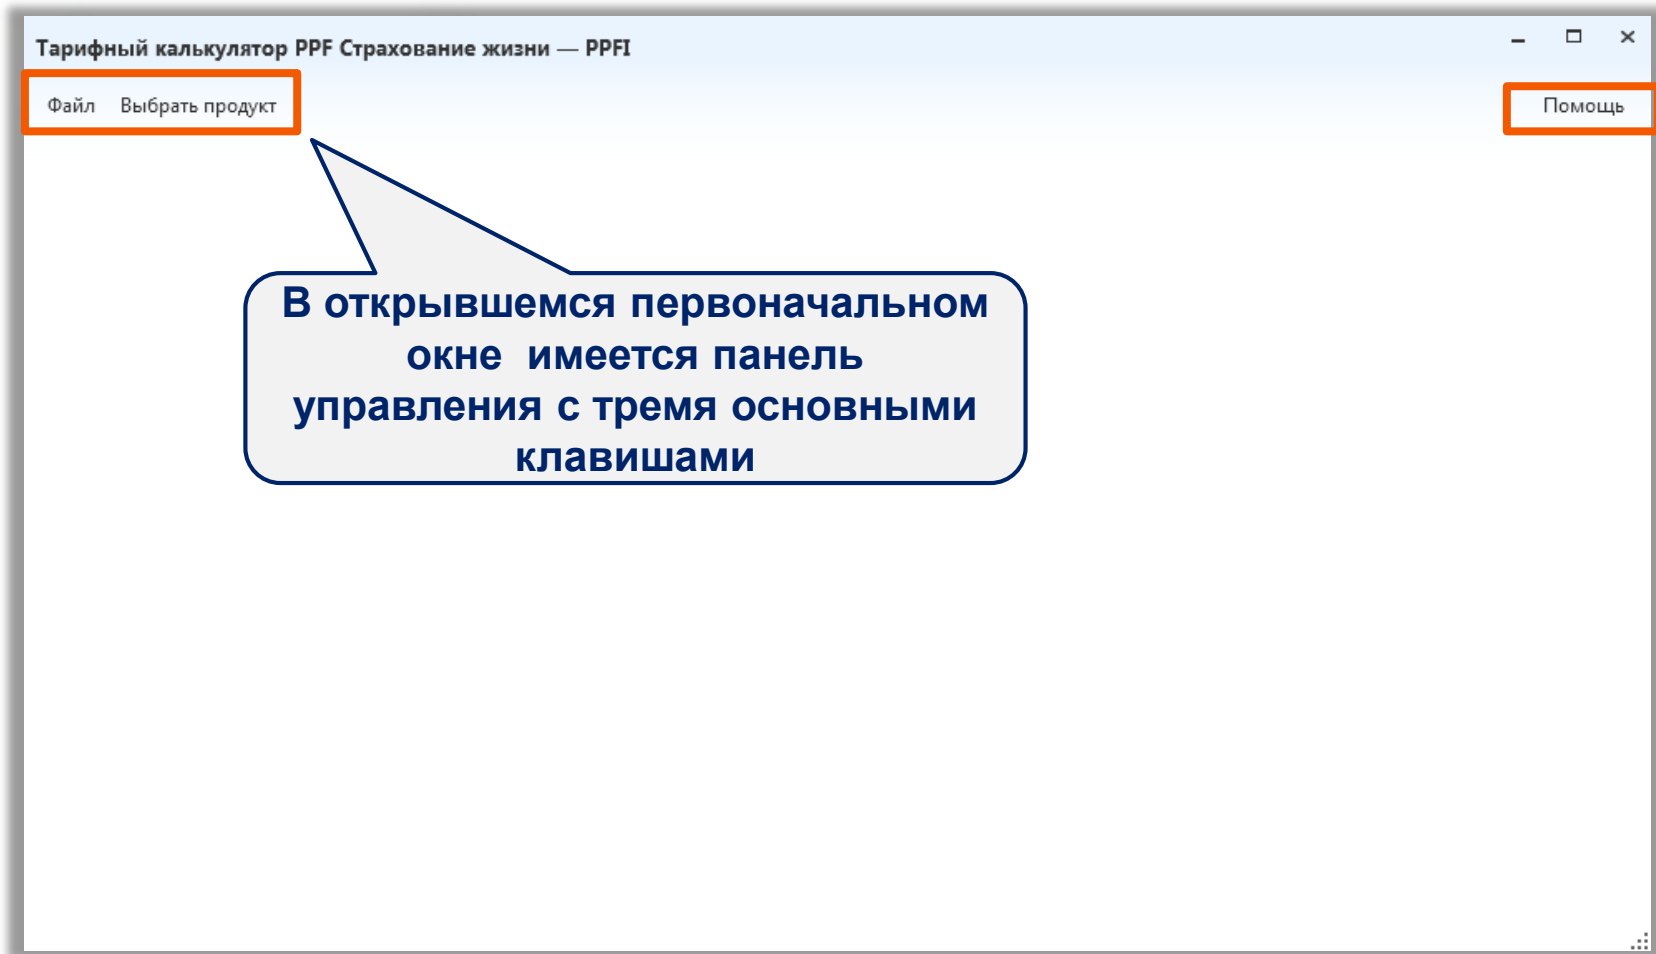 Тарифный калькулятор PPF Страхование жизни — PPFI
Файл Выбрать продукт Помощь
В открывшемся первоначальном
окне имеется панель
управления с тремя основными
клавишами